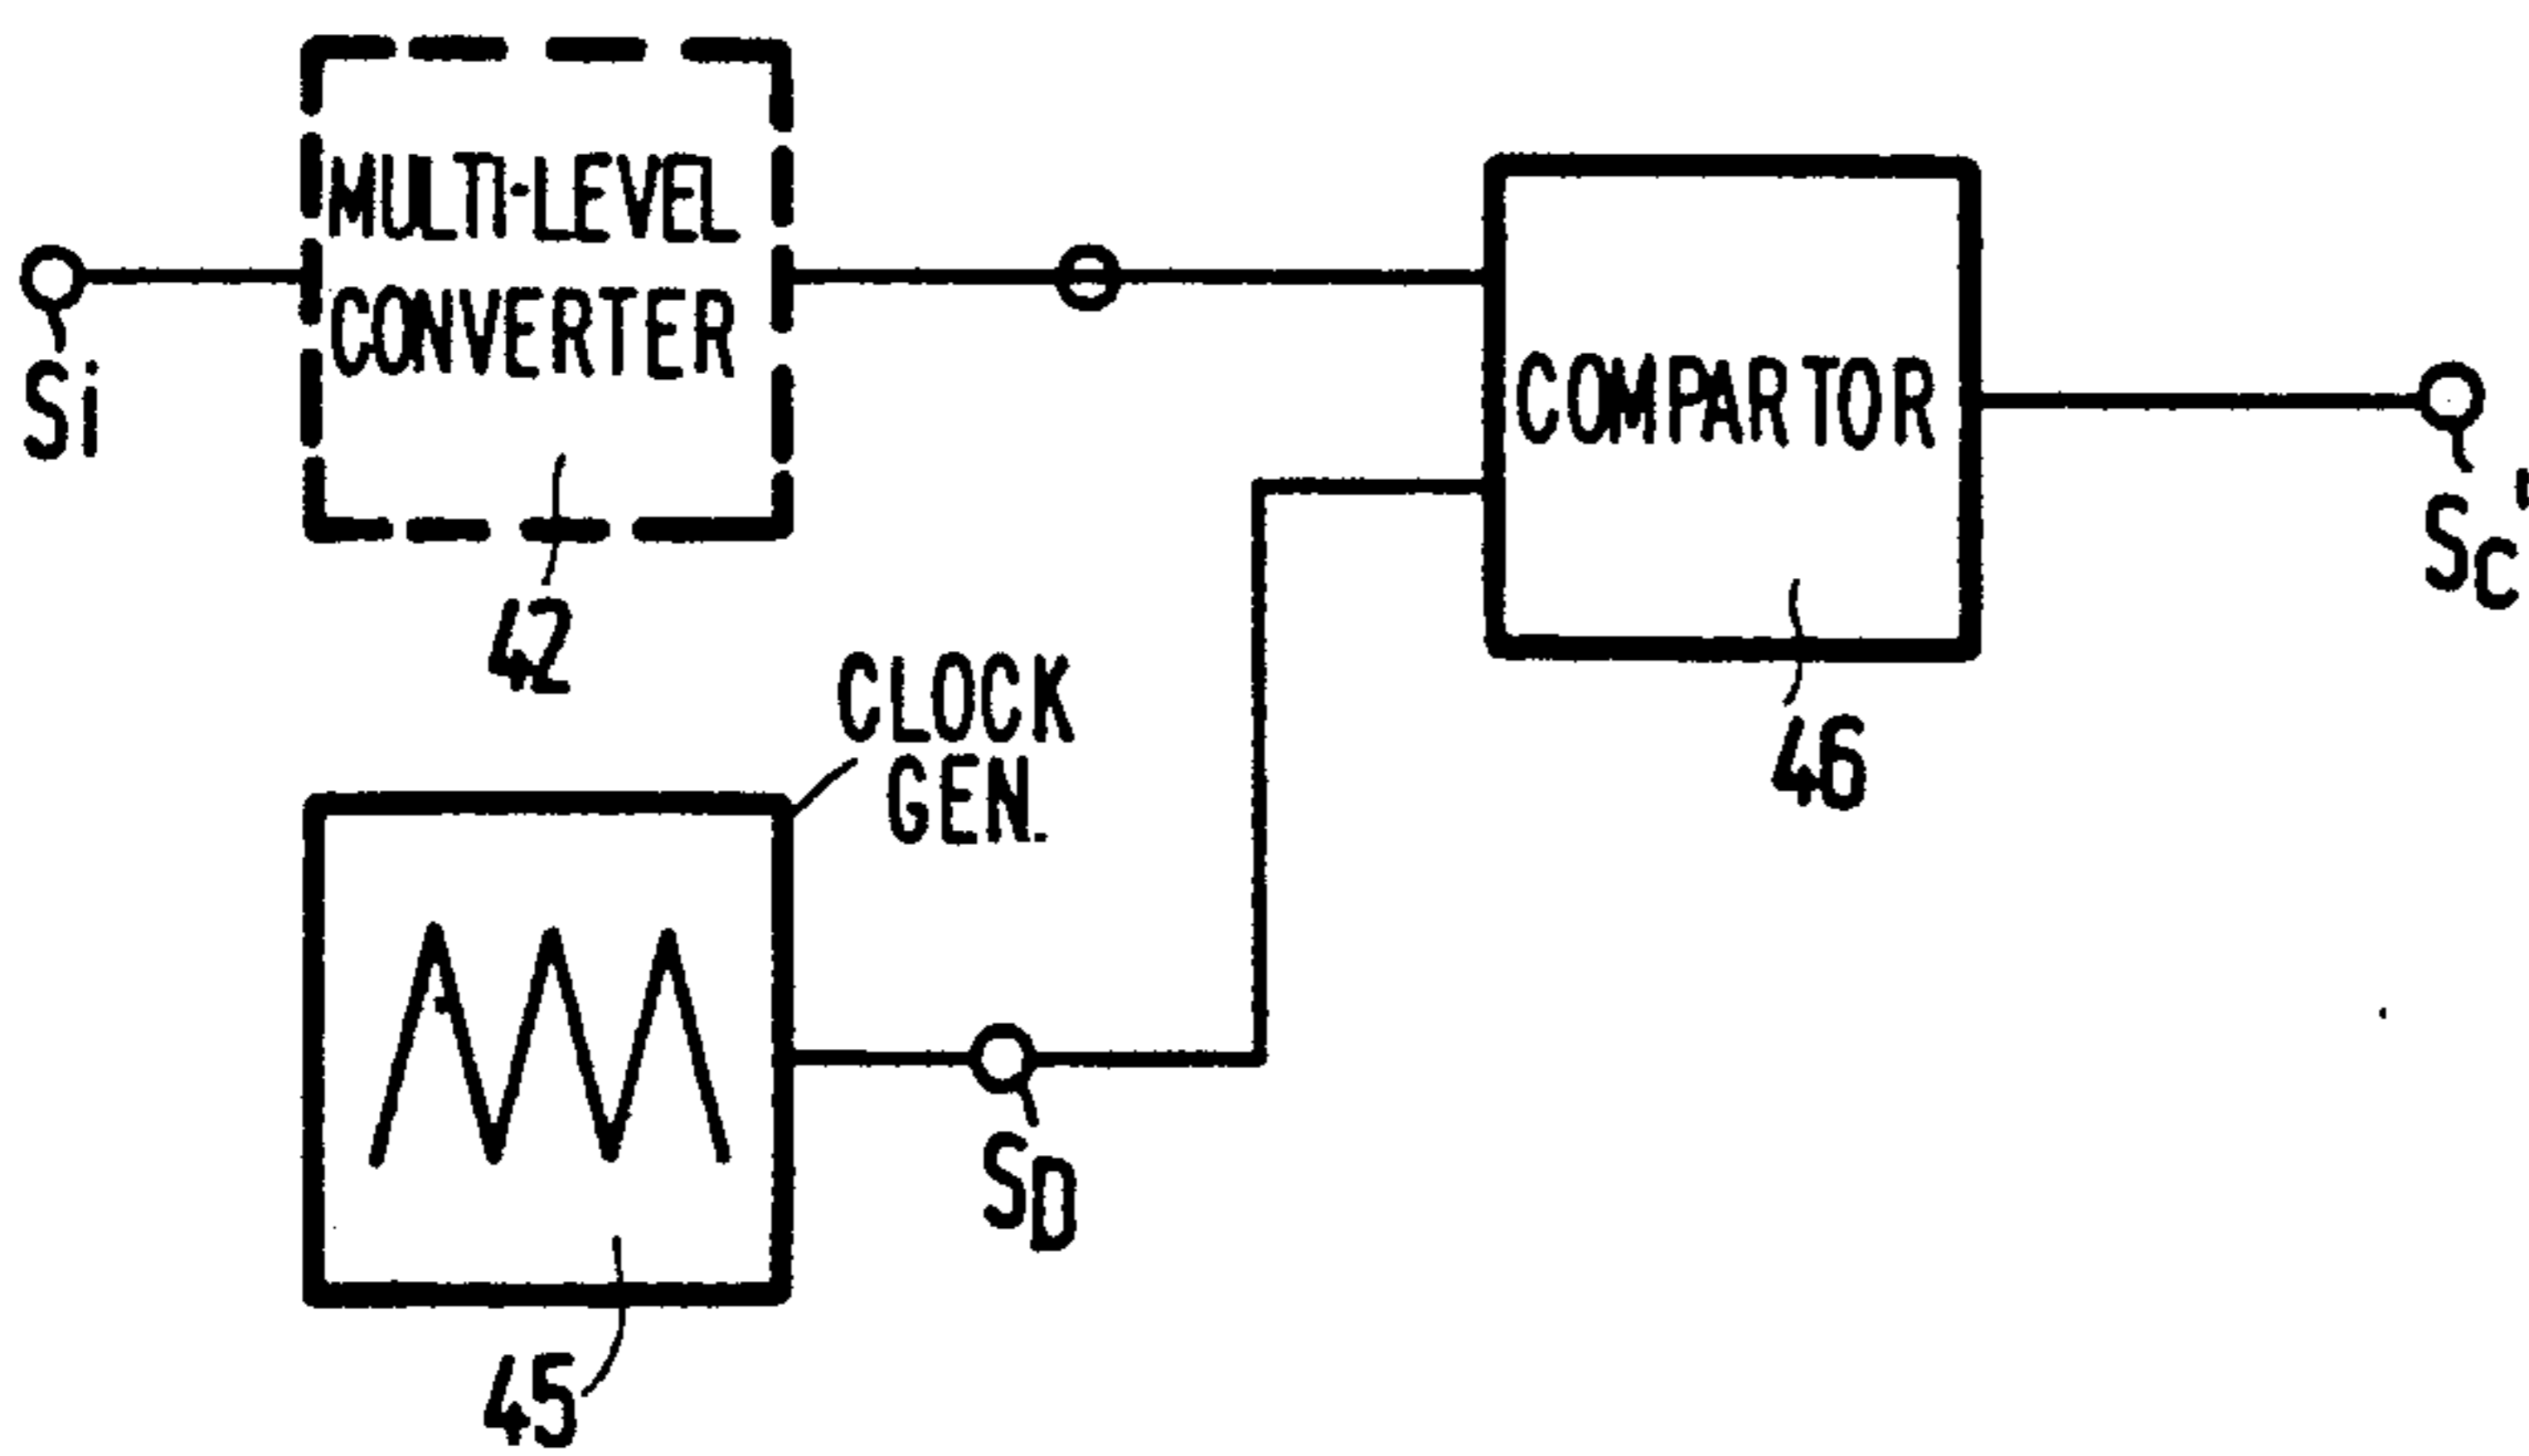 MULTI-LEVEL
CONVERTER
Si
42
COMPARTOR
46
Sc'
CLOCK
GEN.
SD
45